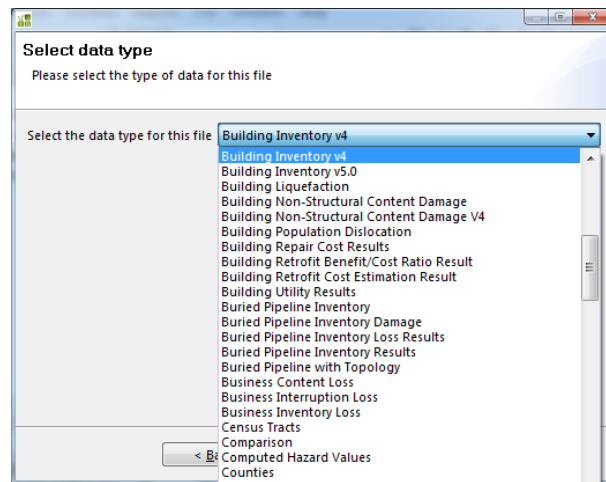 Select data type
Please select the type of data for this file
Select the data type for this file Building Inventory v4
Building Inventory v4
Building Inventory v5.0
Building Liquefaction
Building Non-Structural Content Damage
Building Non-Structural Content Damage V4
Building Population Dislocation
Building Repair Cost Results
Building Retrofit Benefit/Cost Ratio Result
Building Retrofit Cost Estimation Result
Building Utility Results
Buried Pipeline Inventory
Buried Pipeline Inventory Damage
Buried Pipeline Inventory Loss Results
Buried Pipeline Inventory Results
Buried Pipeline with Topology
Business Content Loss
Business Interruption Loss
Business Inventory Loss
Census Tracts
Comparison
< Ba
Computed Hazard Values
Counties